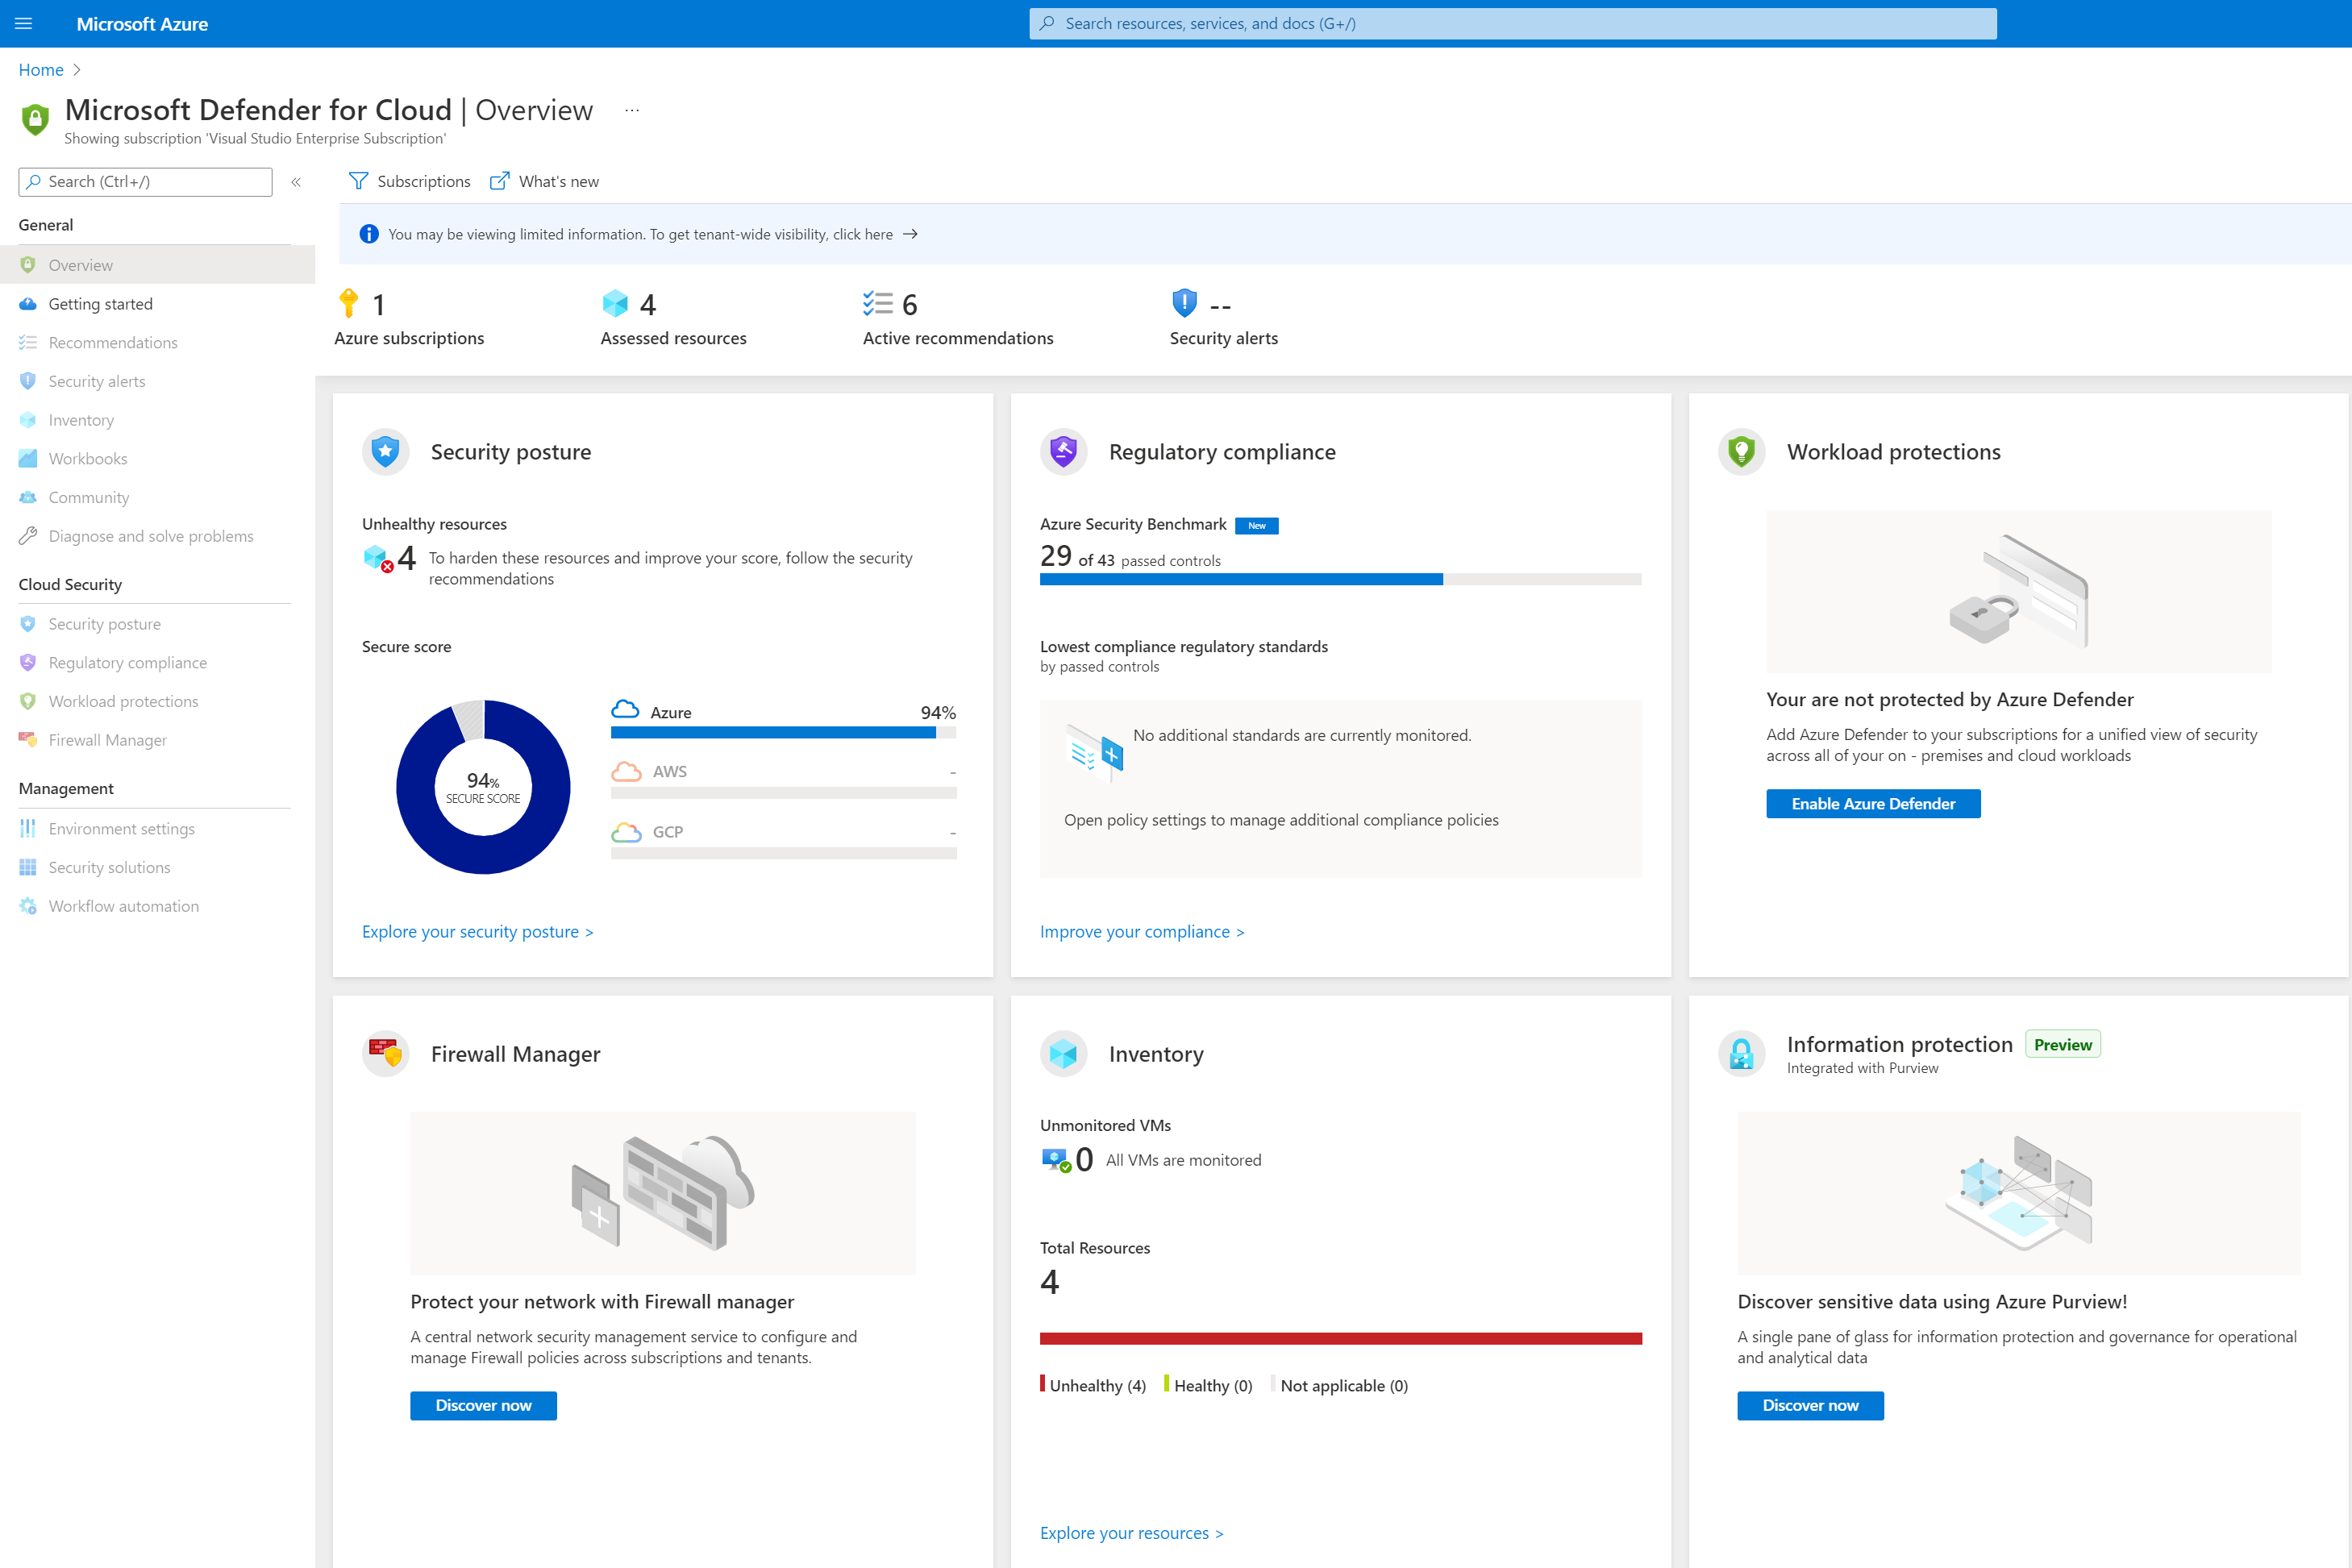 Microsoft Azure
Search resources, services, and docs (G+/)
Home
Microsoft Defender for Cloud | Overview
...
Showing subscription 'Visual Studio Enterprise Subscription'
Search (Ctrl+/)
«
Subscriptions
What's new
General
Overview
Getting started
Recommendations
Security alerts
Inventory
Workbooks
Community
Diagnose and solve problems
Cloud Security
Security posture
Regulatory compliance
Workload protections
Firewall Manager
Management
Environment settings
Security solutions
Workflow automation
You may be viewing limited information. To get tenant-wide visibility, click here →
1
Azure subscriptions
4
Assessed resources
6
Active recommendations
--
Security alerts
Security posture
Unhealthy resources
4
To harden these resources and improve your score, follow the security
recommendations
Secure score
94%
SECURE SCORE
Azure 94%
AWS -
GCP -
Explore your security posture >
Regulatory compliance
Azure Security Benchmark New
29 of 43 passed controls
Lowest compliance regulatory standards
by passed controls
No additional standards are currently monitored.
Open policy settings to manage additional compliance policies
Improve your compliance >
Workload protections
Your are not protected by Azure Defender
Add Azure Defender to your subscriptions for a unified view of security
across all of your on - premises and cloud workloads
Enable Azure Defender
Firewall Manager
Protect your network with Firewall manager
A central network security management service to configure and
manage Firewall policies across subscriptions and tenants.
Discover now
Inventory
Unmonitored VMs
0 All VMs are monitored
Total Resources
4
Unhealthy (4) Healthy (0) Not applicable (0)
Explore your resources >
Information protection Preview
Integrated with Purview
Discover sensitive data using Azure Purview!
A single pane of glass for information protection and governance for operational
and analytical data
Discover now